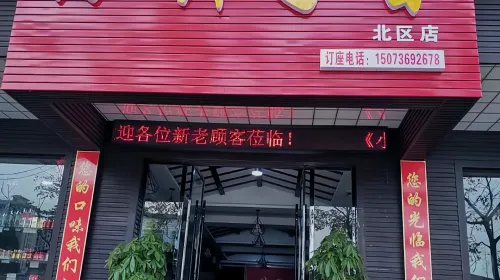 北区店
订座电话:15073692678
迎各位新老顾客莅临! 《小
您的口味我们
您的光临我们